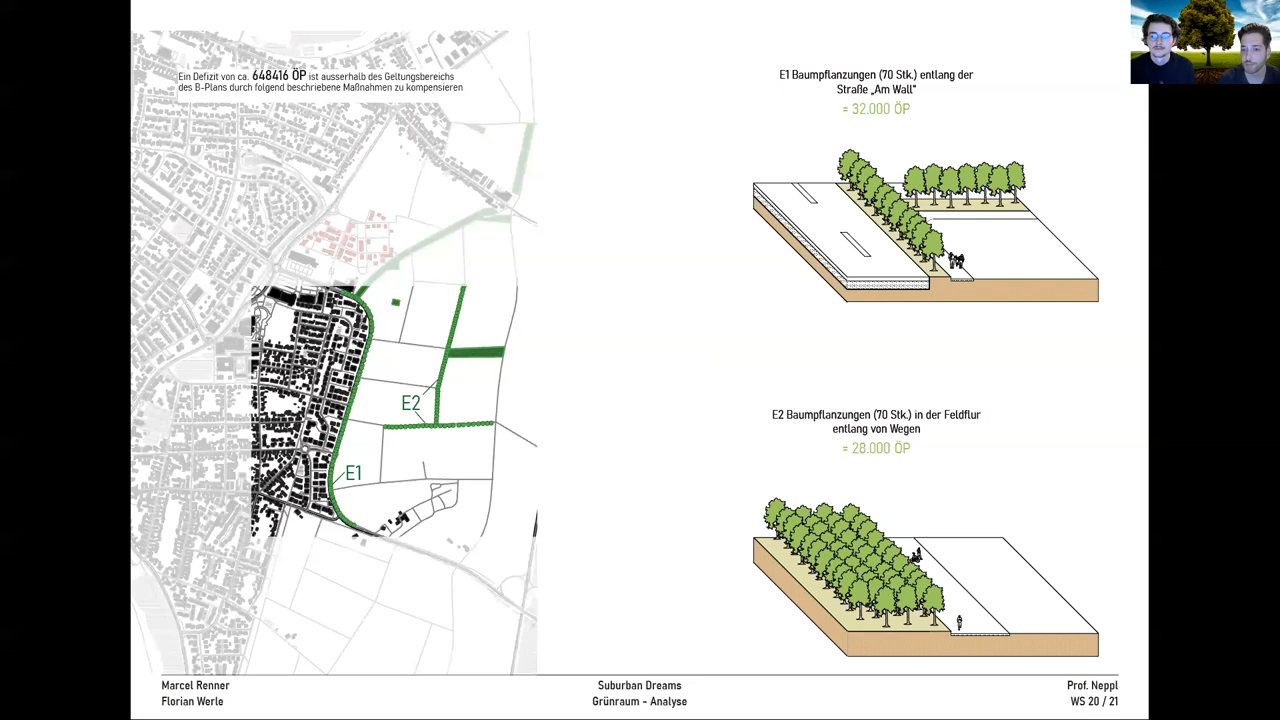 Ein Defizit von ca. 648416 ÖP ist ausserhalb des Geltungsbereichs
des B-Plans durch folgend beschriebene Maßnahmen zu kompensieren
E1 Baumpflanzungen (70 Stk.) entlang der
Straße „Am Wall"
= 32.000 ÖP
E2
E1
E2 Baumpflanzungen (70 Stk.) in der Feldflur
entlang von Wegen
= 28.000 ÖP
Marcel Renner
Florian Werle
Suburban Dreams
Grünraum - Analyse
Prof. Neppl
WS 20 / 21